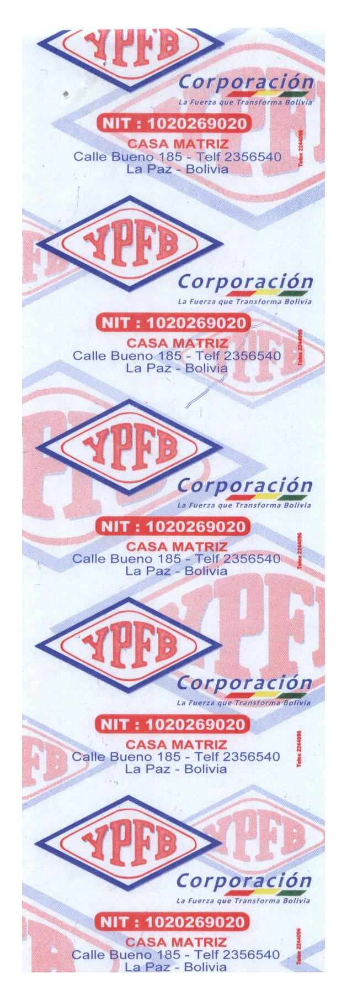 YPFB
Corporación
La Fuerza que Transforma Bolivia
NIT : 1020269020
CASA MATRIZ
Calle Bueno 185 - Telf 2356540
La Paz - Bolivia
Telex 2244096
YPFB
Corporación
La Fuerza que Transforma Bolivia
NIT : 1020269020
CASA MATRIZ
Calle Bueno 185 - Telf 2356540
La Paz - Bolivia
Telex 2244096
YPFB
Corporación
La Fuerza que Transforma Bolivia
NIT : 1020269020
CASA MATRIZ
Calle Bueno 185 - Telf 2356540
La Paz - Bolivia
Telex 2244096
YPFB
Corporación
La Fuerza que Transforma Bolivia
NIT : 1020269020
CASA MATRIZ
Calle Bueno 185 - Telf 2356540
La Paz - Bolivia
Telex 2244096
YPFB
Corporación
La Fuerza que Transforma Bolivia
NIT : 1020269020
CASA MATRIZ
Calle Bueno 185 - Telf 2356540
La Paz - Bolivia
Telex 2244096